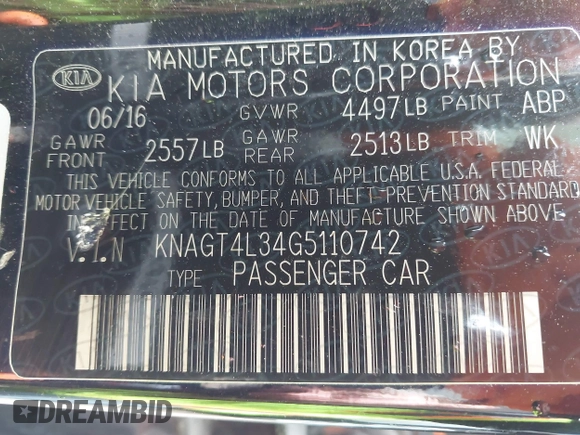 MANUFACTURED IN KOREA BY
KIA KIA MOTORS CORPORATION
06/16 GVWR 4497LB PAINT ABP
GAWR FRONT 2557LB GAWR REAR 2513LB TRIM WK
THIS VEHICLE CONFORMS TO ALL APPLICABLE U.S.A. FEDERAL
MOTOR VEHICLE SAFETY, BUMPER, AND THEFT-PREVENTION STANDARD
IN EFFECT ON THE DATE OF MANUFACTURE SHOWN ABOVE.
V.I.N KNAGT4L34G5110742
TYPE PASSENGER CAR
DREAMBID